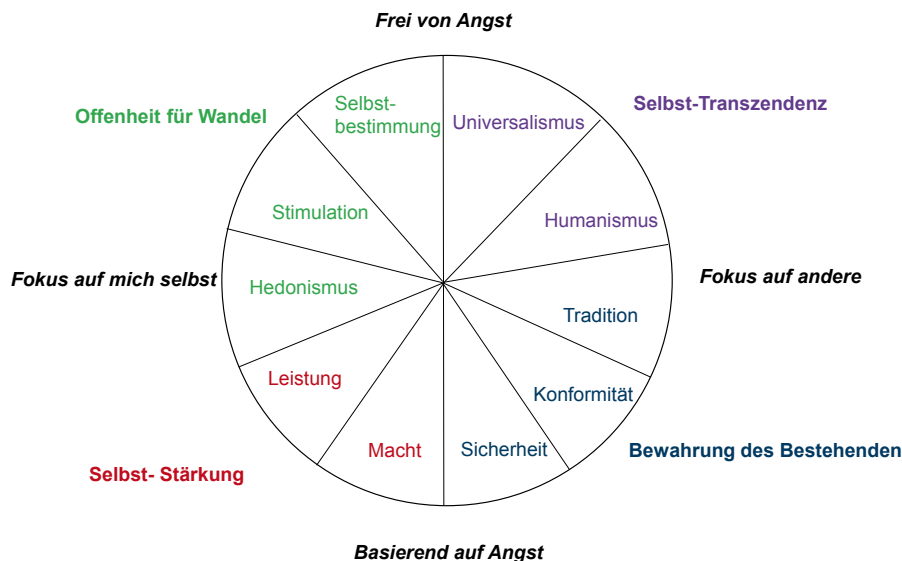 Frei von Angst
Offenheit für Wandel
Selbst-
bestimmung
Universalismus
Selbst-Transzendenz
Stimulation
Humanismus
Fokus auf mich selbst
Hedonismus
Fokus auf andere
Tradition
Leistung
Konformität
Macht
Sicherheit
Bewahrung des Bestehenden
Selbst- Stärkung
Basierend auf Angst